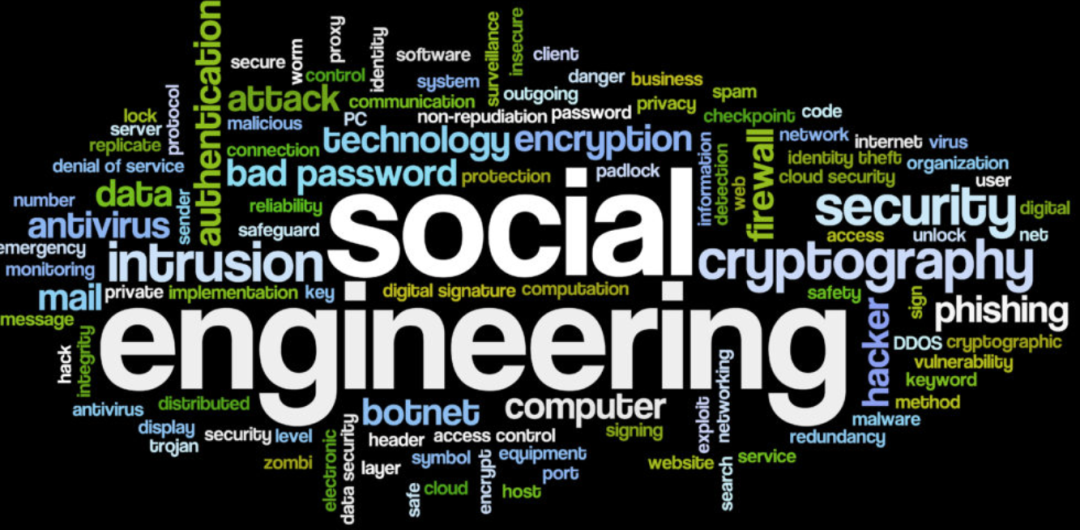 authentication
proxy
identity
software
surveillance
insecure
client
secure
worm
control
system
danger
business
attack
communication
outgoing
spam
lock
protocol
malicious
PC
non-repudiation
password
privacy
checkpoint
code
server
replicate
connection
technology
encryption
information
detection
web
firewall
network
internet
virus
denial of service
bad password
protection
padlock
identity theft
organization
cloud security
user
number
data
sender
reliability
social
security
digital
antivirus
safeguard
access
unlock
net
emergency
monitoring
intrusion
cryptography
mail
private
implementation
key
digital signature
computation
safety
sign
phishing
message
integrity
hack
engineering
hacker
DDOS
cryptographic
vulnerability
keyword
method
antivirus
distributed
botnet
computer
exploit
networking
malware
display
security
level
header
access control
signing
redundancy
trojan
electronic
data security
layer
symbol
encrypt
equipment
port
zombi
website
search
service
safe
cloud
host